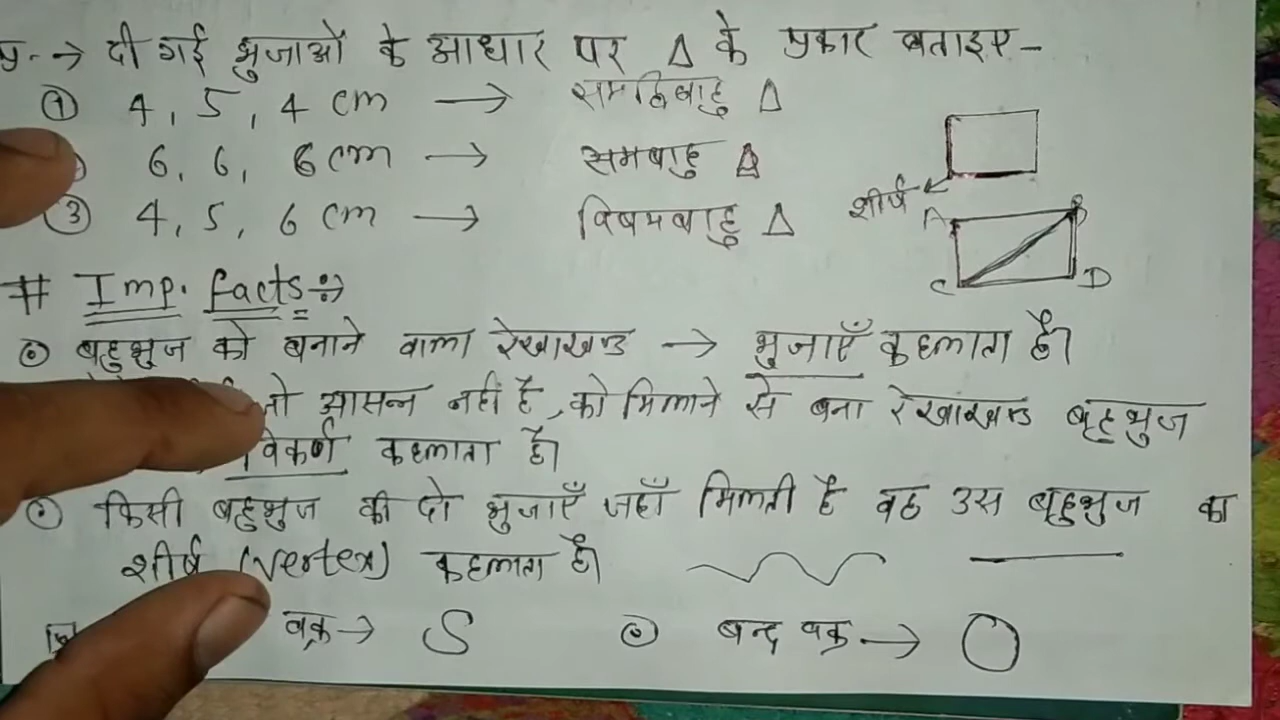 प्र.→ दी गई भुजाओं के आधार पर Δ के प्रकार बताइए-
① 4, 5, 4 cm → समद्विबाहु Δ
6, 6, 6 cm → समबाहु Δ
③ 4, 5, 6 cm → विषमबाहु Δ
शीर्ष
A B
C D
# Imp. facts:→
बहुभुज को बनाने वाला रेखाखण्ड → भुजाएँ कहलाता है।
जो आसन्न नहीं है, को मिलाने से बना रेखाखण्ड बहुभुज
विकर्ण कहलाता है।
किसी बहुभुज की दो भुजाएँ जहाँ मिलती है वह उस बहुभुज का
शीर्ष (Vertex) कहलाता है।
वक्र → बन्द वक्र →